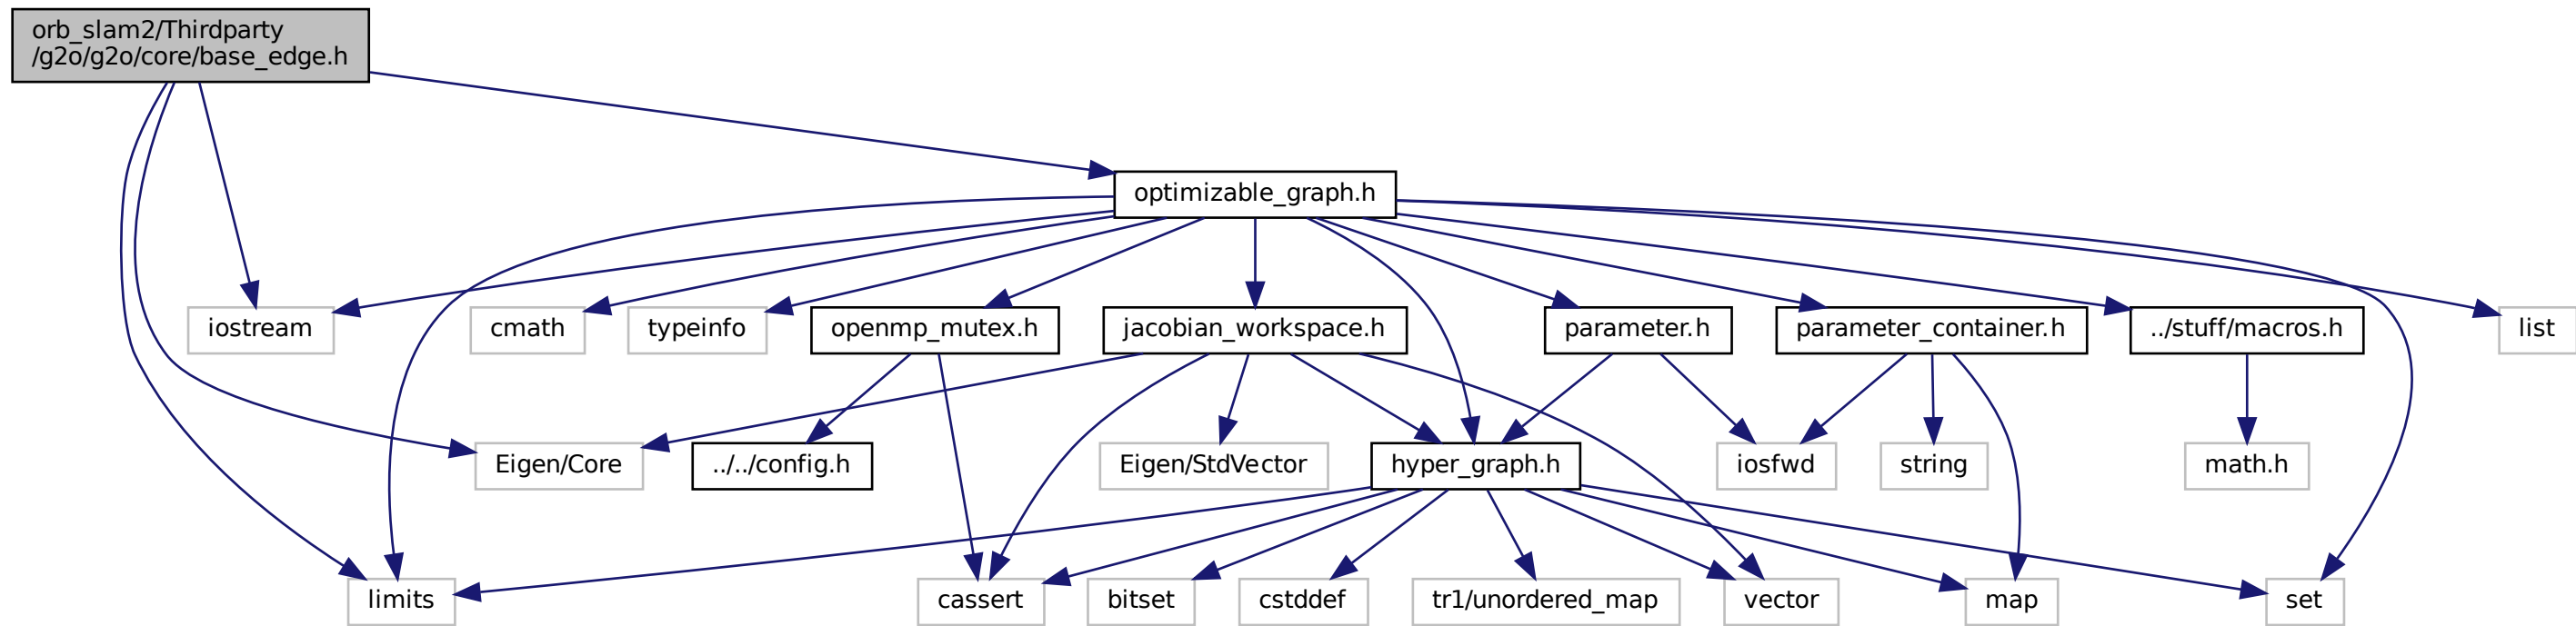 orb_slam2/Thirdparty
/g2o/g2o/core/base_edge.h
optimizable_graph.h
iostream
cmath
typeinfo
openmp_mutex.h
jacobian_workspace.h
parameter.h
parameter_container.h
../stuff/macros.h
list
Eigen/Core
../../config.h
Eigen/StdVector
hyper_graph.h
iosfwd
string
math.h
limits
cassert
bitset
cstddef
tr1/unordered_map
vector
map
set